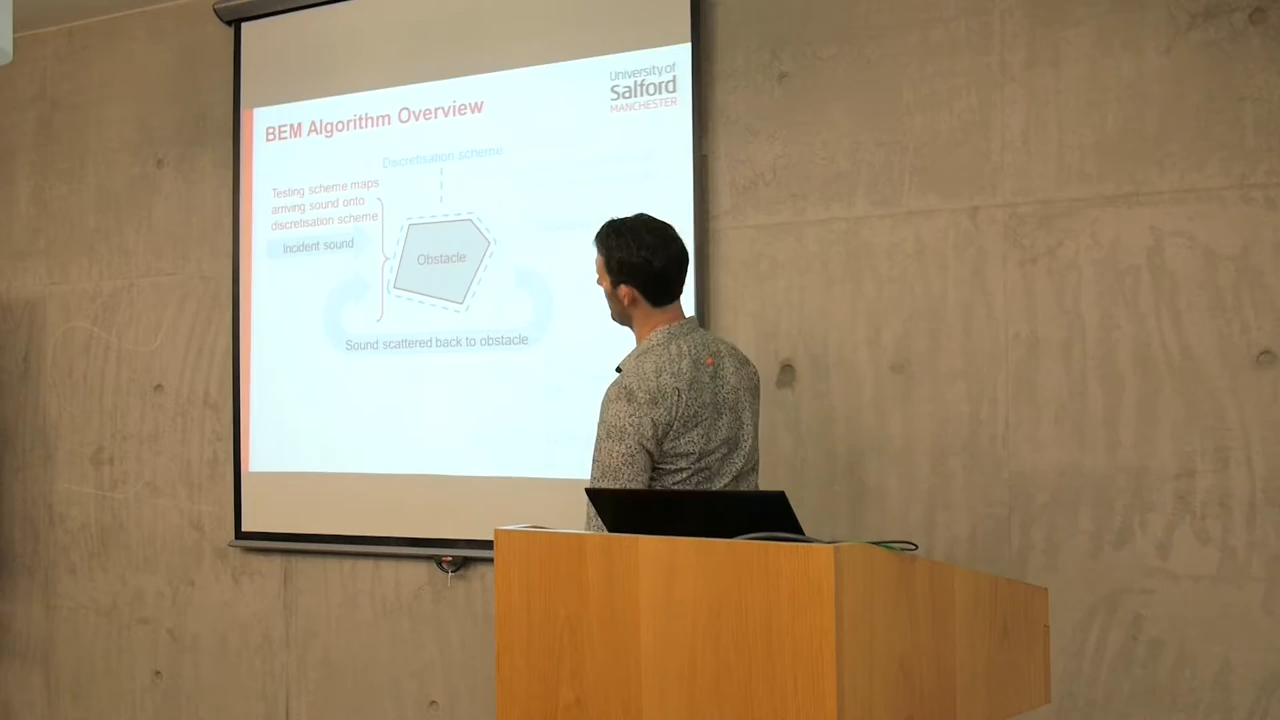 University of
Salford
MANCHESTER
BEM Algorithm Overview
Discretisation scheme
Testing scheme maps
arriving sound onto
discretisation scheme
Incident sound
Obstacle
Sound scattered back to obstacle